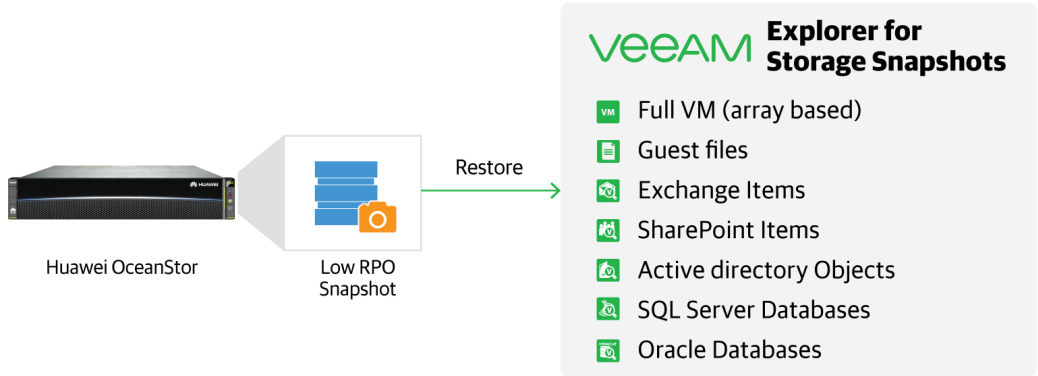 HUAWEI
Huawei OceanStor
Low RPO
Snapshot
Restore
veeAM
Explorer for
Storage Snapshots
VM
Full VM (array based)
Guest files
V
Exchange Items
V
SharePoint Items
V
Active directory Objects
V
SQL Server Databases
ORACLE
V
Oracle Databases